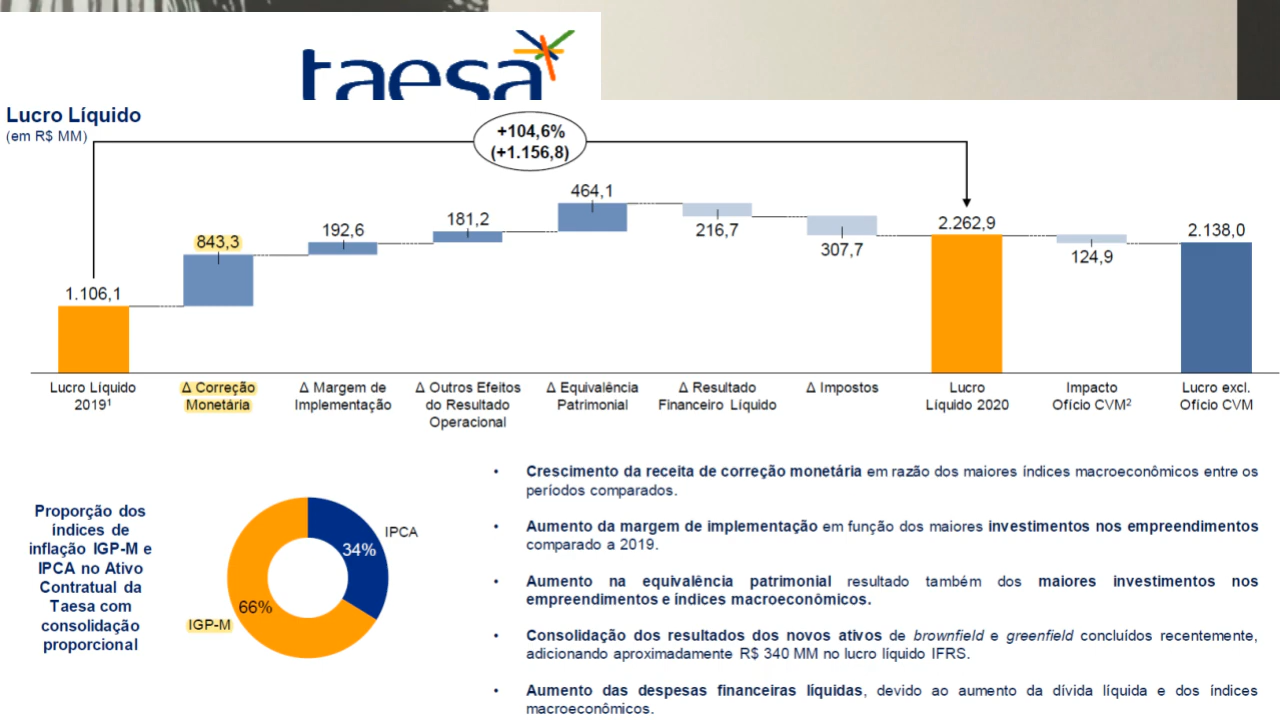 taesa
Lucro Líquido
(em R$ MM)
+104,6%
(+1.156,8)
1.106,1
843,3
192,6
181,2
464,1
216,7
307,7
2.262,9
124,9
2.138,0
Lucro Líquido
2019¹
Δ Correção
Monetária
Δ Margem de
Implementação
Δ Outros Efeitos
do Resultado
Operacional
Δ Equivalência
Patrimonial
Δ Resultado
Financeiro Líquido
Δ Impostos
Lucro
Líquido 2020
Impacto
Ofício CVM²
Lucro excl.
Ofício CVM
Proporção dos
índices de
inflação IGP-M e
IPCA no Ativo
Contratual da
Taesa com
consolidação
proporcional
IPCA
34%
66%
IGP-M
• Crescimento da receita de correção monetária em razão dos maiores índices macroeconômicos entre os
períodos comparados.
• Aumento da margem de implementação em função dos maiores investimentos nos empreendimentos
comparado a 2019.
• Aumento na equivalência patrimonial resultado também dos maiores investimentos nos
empreendimentos e índices macroeconômicos.
• Consolidação dos resultados dos novos ativos de brownfield e greenfield concluídos recentemente,
adicionando aproximadamente R$ 340 MM no lucro líquido IFRS.
• Aumento das despesas financeiras líquidas, devido ao aumento da dívida líquida e dos índices
macroeconômicos.